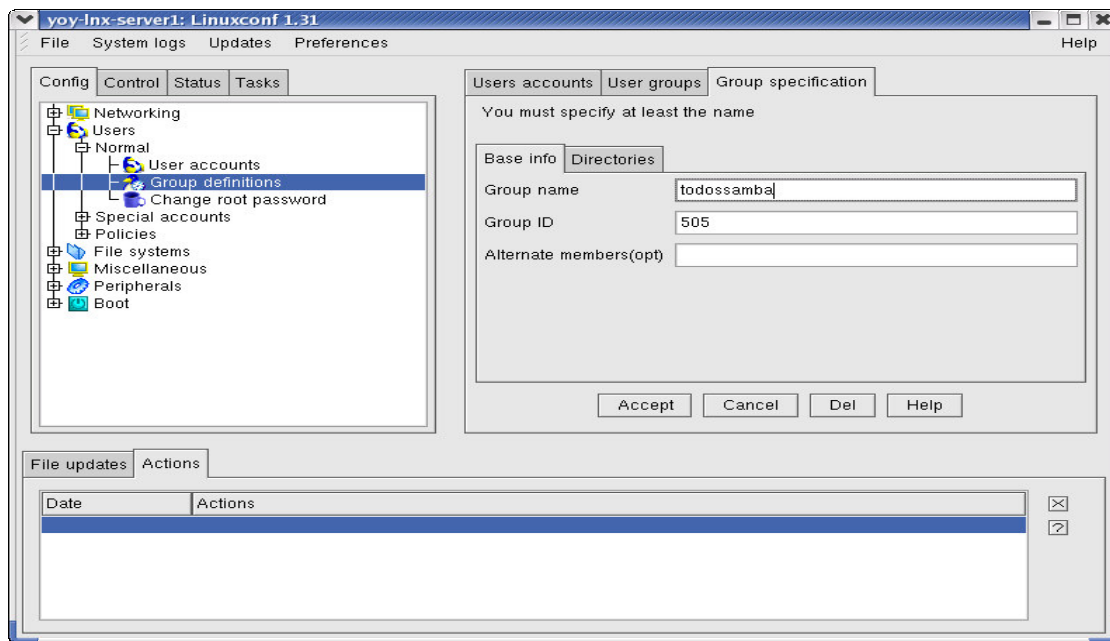 yoy-lnx-server1: Linuxconf 1.31
File System logs Updates Preferences Help
Config Control Status Tasks
Networking
Users
Normal
User accounts
Group definitions
Change root password
Special accounts
Policies
File systems
Miscellaneous
Peripherals
Boot
Users accounts User groups Group specification
You must specify at least the name
Base info Directories
Group name todossamba
Group ID 505
Alternate members(opt)
Accept Cancel Del Help
File updates Actions
Date Actions